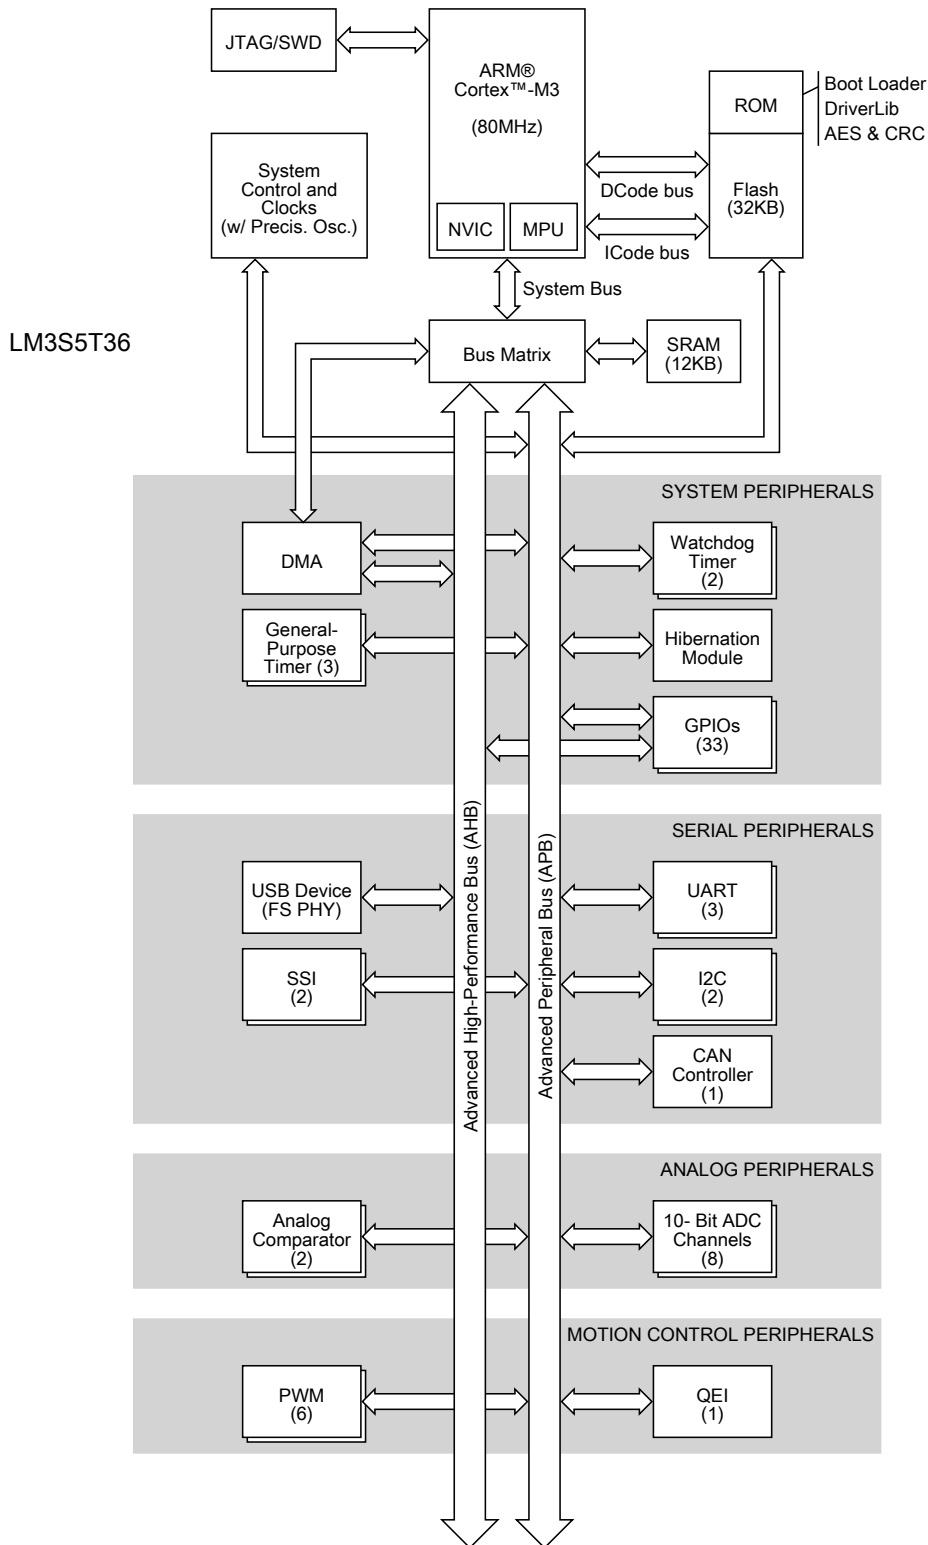 JTAG/SWD
ARM®
Cortex™-M3
(80MHz)
NVIC
MPU
ROM
Boot Loader
DriverLib
AES & CRC
System
Control and
Clocks
(w/ Precis. Osc.)
DCode bus
Flash
(32KB)
ICode bus
System Bus
LM3S5T36
Bus Matrix
SRAM
(12KB)
SYSTEM PERIPHERALS
DMA
Watchdog
Timer
(2)
General-
Purpose
Timer (3)
Hibernation
Module
GPIOs
(33)
Advanced High-Performance Bus (AHB)
Advanced Peripheral Bus (APB)
SERIAL PERIPHERALS
USB Device
(FS PHY)
UART
(3)
SSI
(2)
I2C
(2)
CAN
Controller
(1)
ANALOG PERIPHERALS
Analog
Comparator
(2)
10- Bit ADC
Channels
(8)
MOTION CONTROL PERIPHERALS
PWM
(6)
QEI
(1)